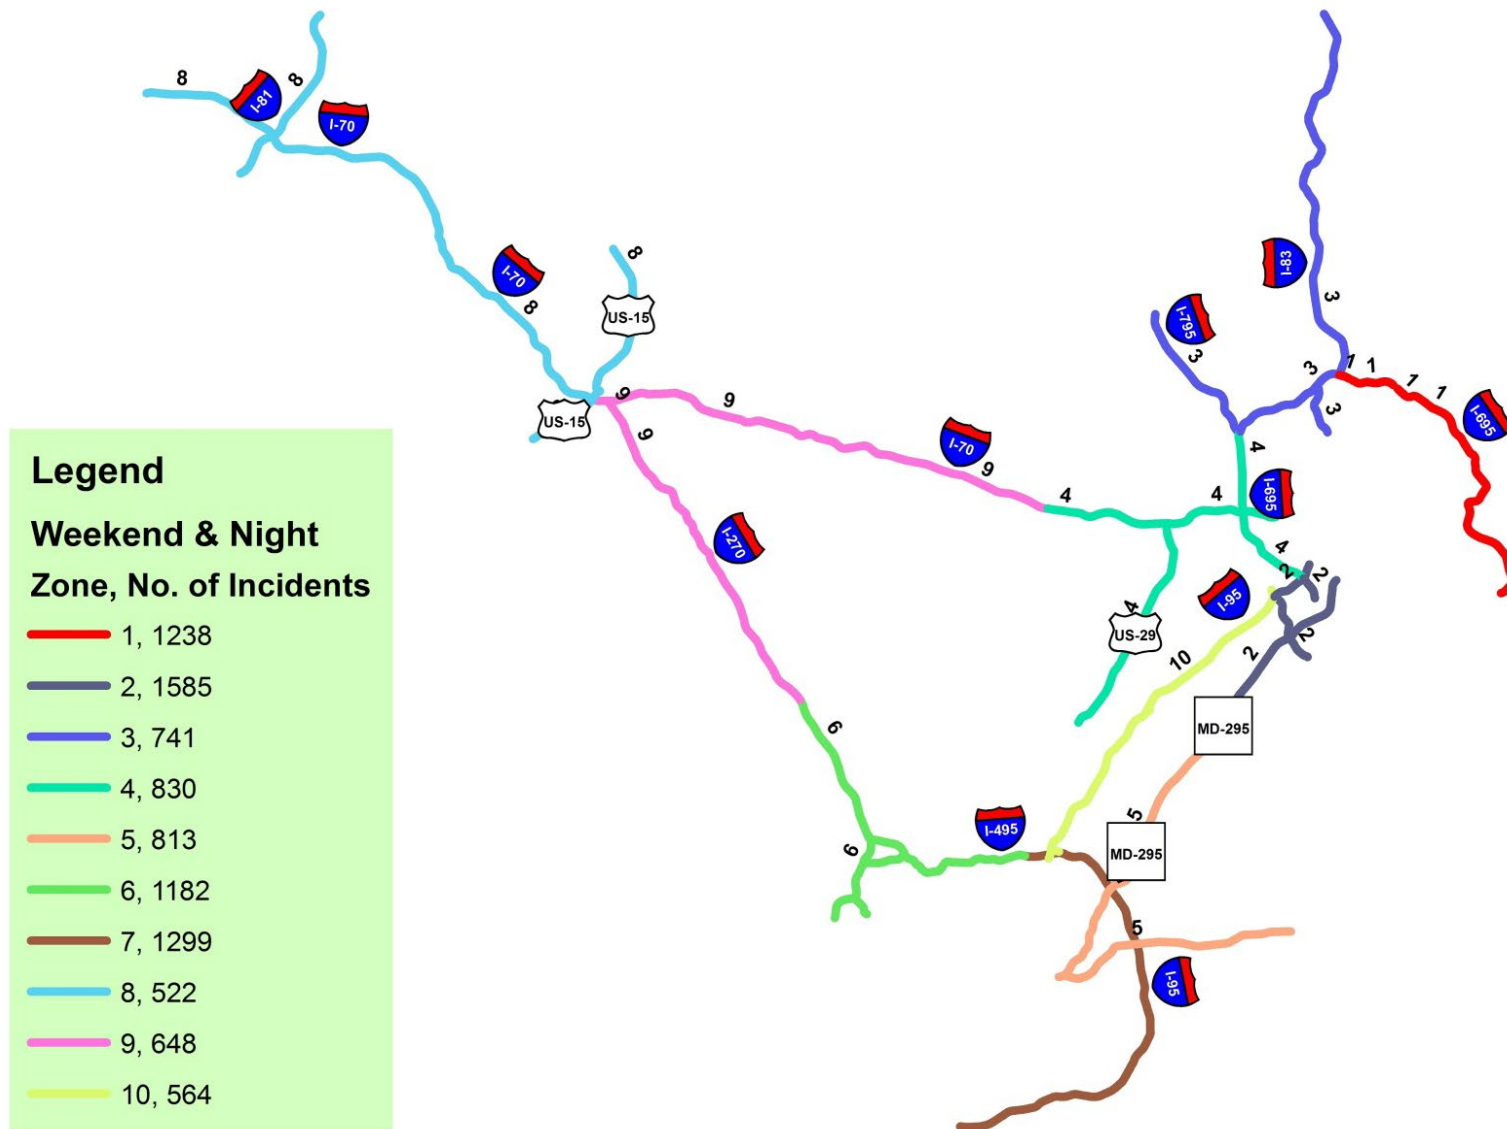 8
I-81
8
I-70
I-70
8
8
US-15
US-15
9
9
9
I-70
9
I-270
I-83
3
I-795
3
3
3
1
1
1
1
I-695
4
4
4
I-695
4
4
US-29
I-95
2
2
2
2
10
MD-295
5
MD-295
5
I-95
6
6
I-495
Legend
Weekend & Night
Zone, No. of Incidents
1, 1238
2, 1585
3, 741
4, 830
5, 813
6, 1182
7, 1299
8, 522
9, 648
10, 564